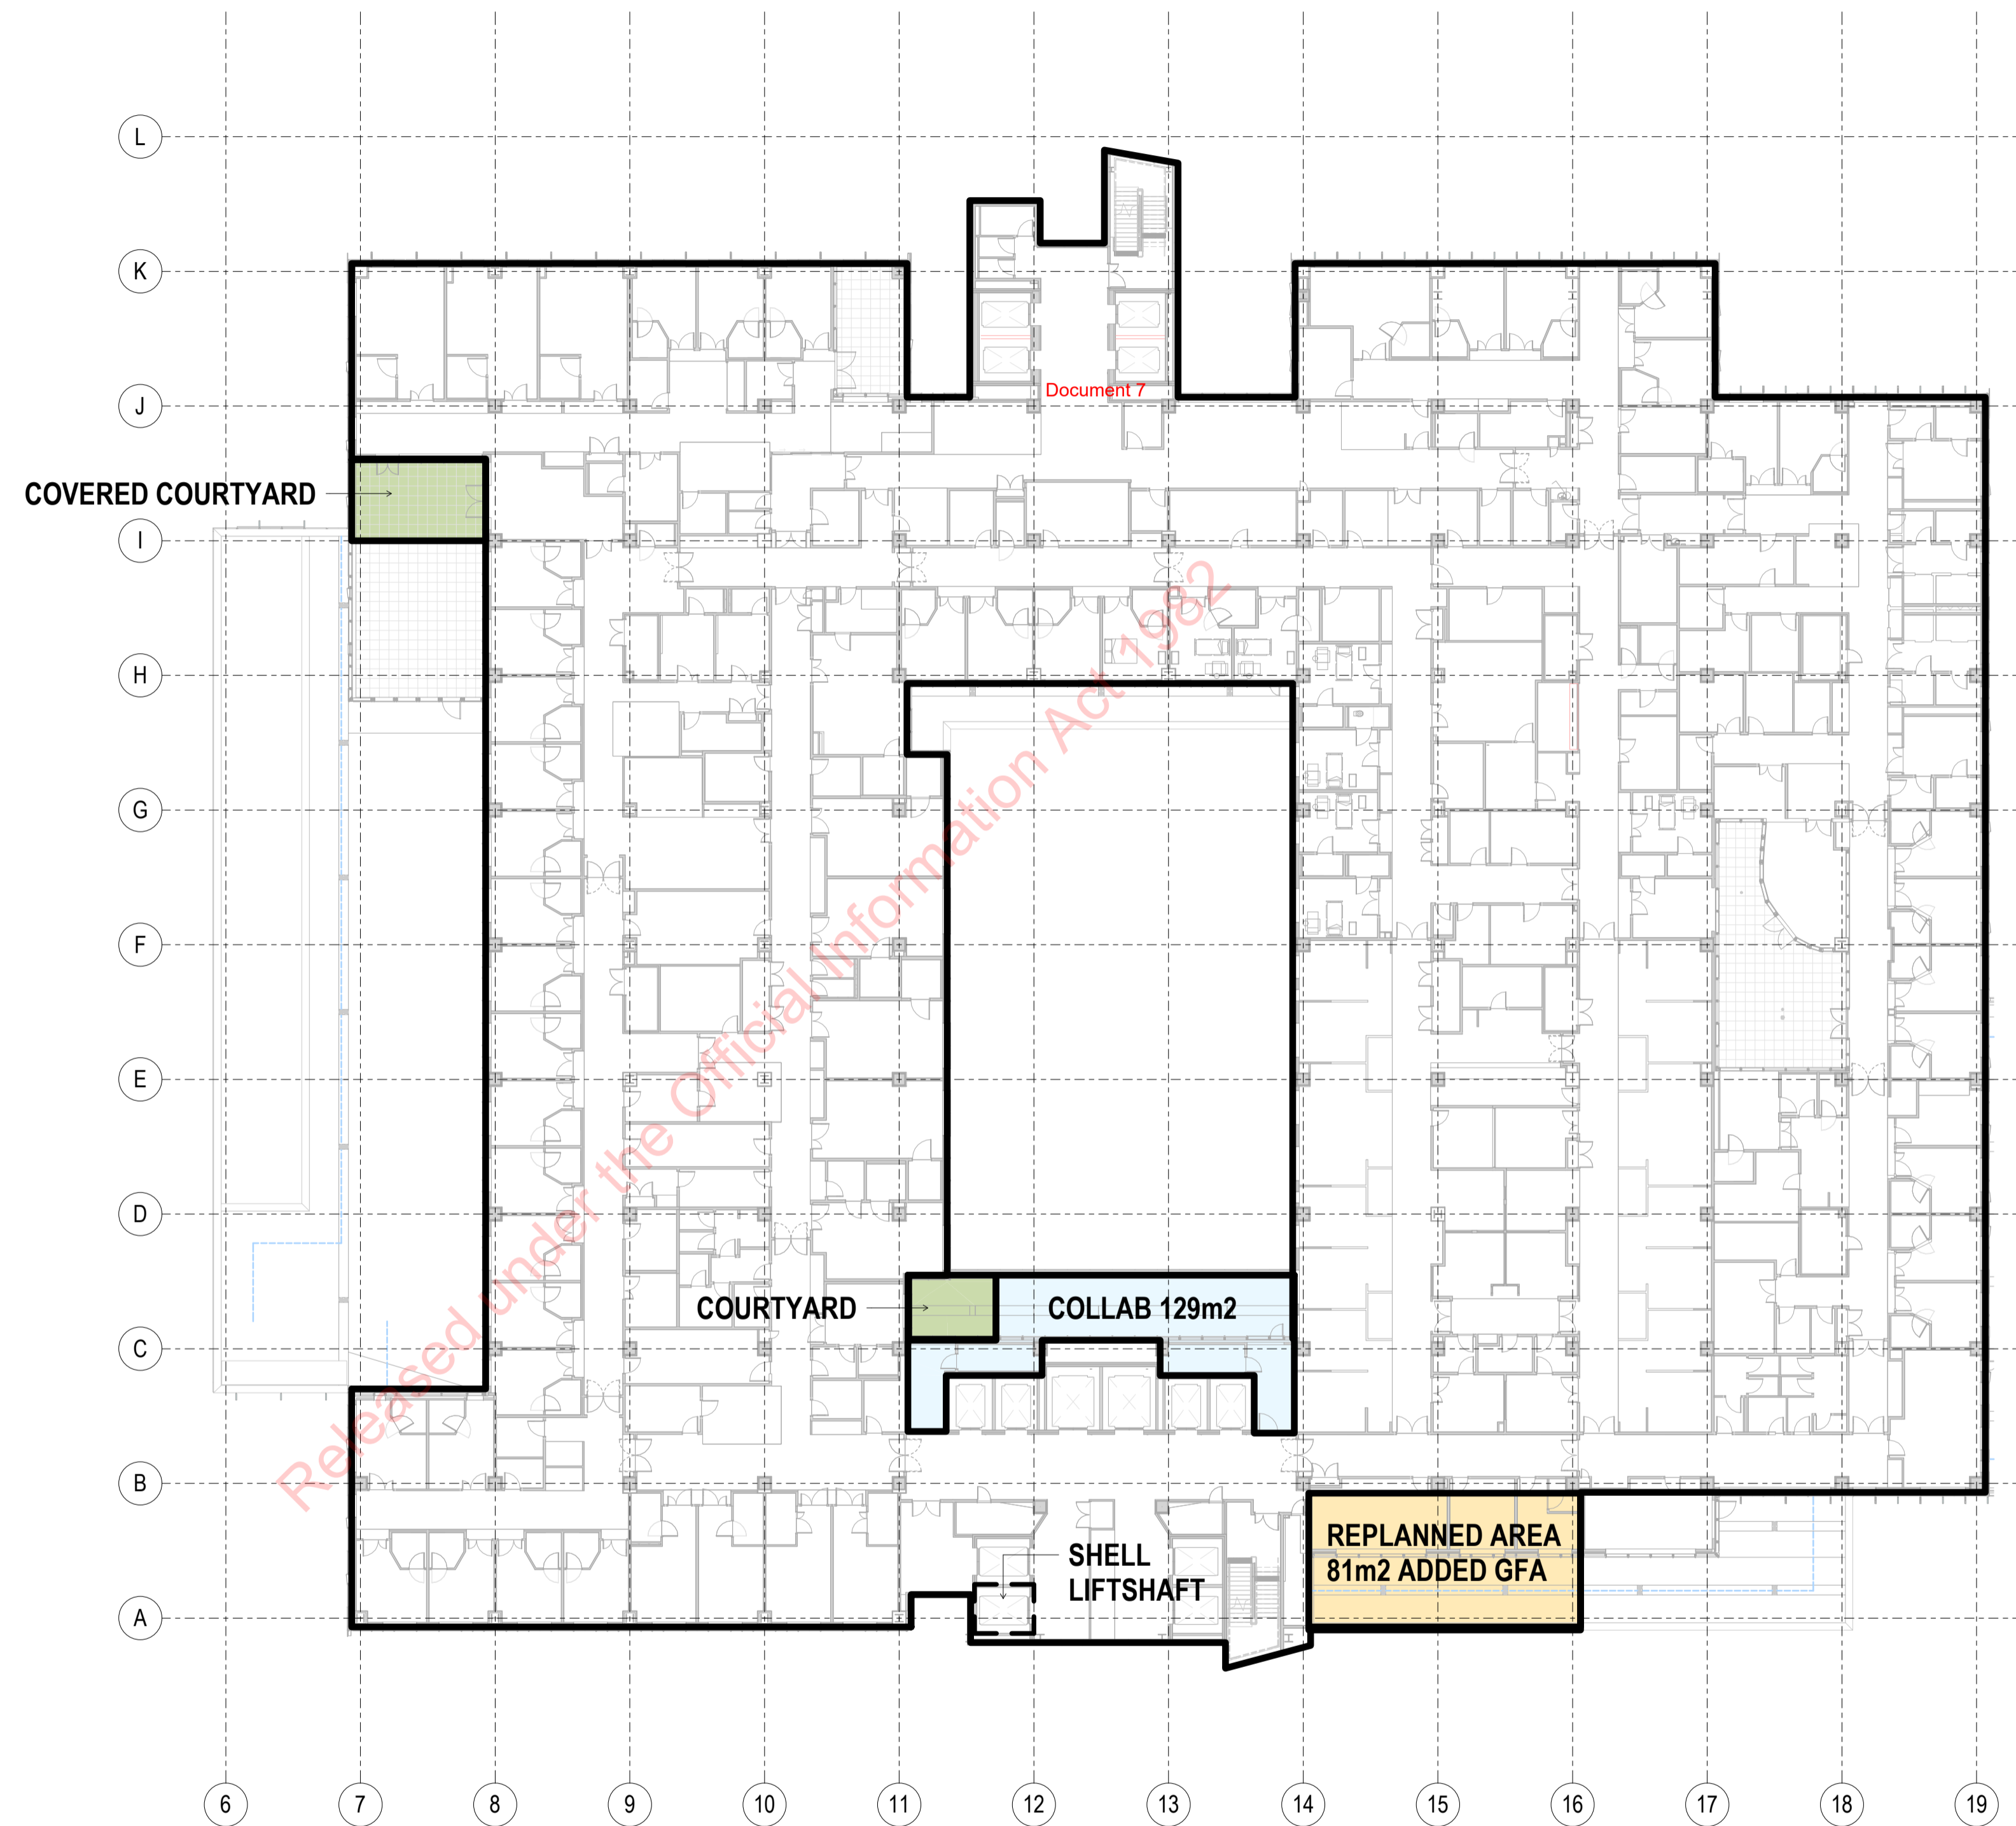 L
K
J
Document 7
COVERED COURTYARD
I
H
G
F
E
D
COURTYARD
COLLAB 129m2
C
B
REPLANNED AREA
81m2 ADDED GFA
SHELL
LIFTSHAFT
A
Released under the Official Information Act 1982
6 7 8 9 10 11 12 13 14 15 16 17 18 19